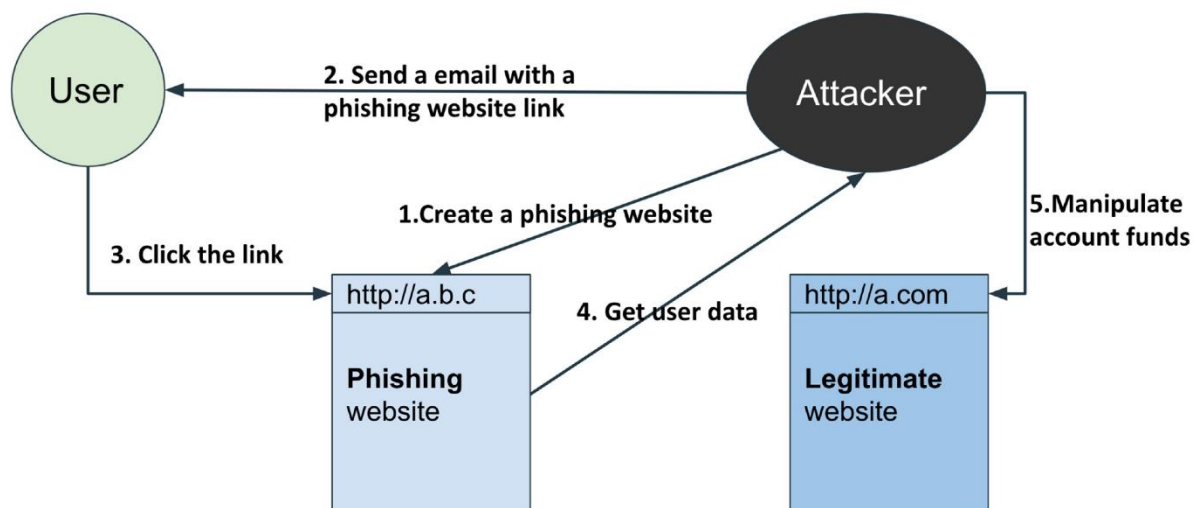 User
2. Send a email with a
phishing website link
Attacker
1.Create a phishing website
5.Manipulate
account funds
3. Click the link
http://a.b.c
4. Get user data
http://a.com
Phishing
website
Legitimate
website